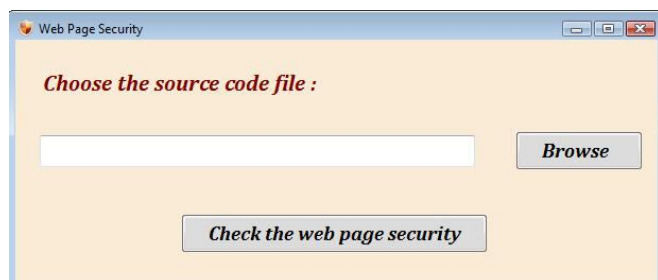 Web Page Security
Choose the source code file :
Browse
Check the web page security